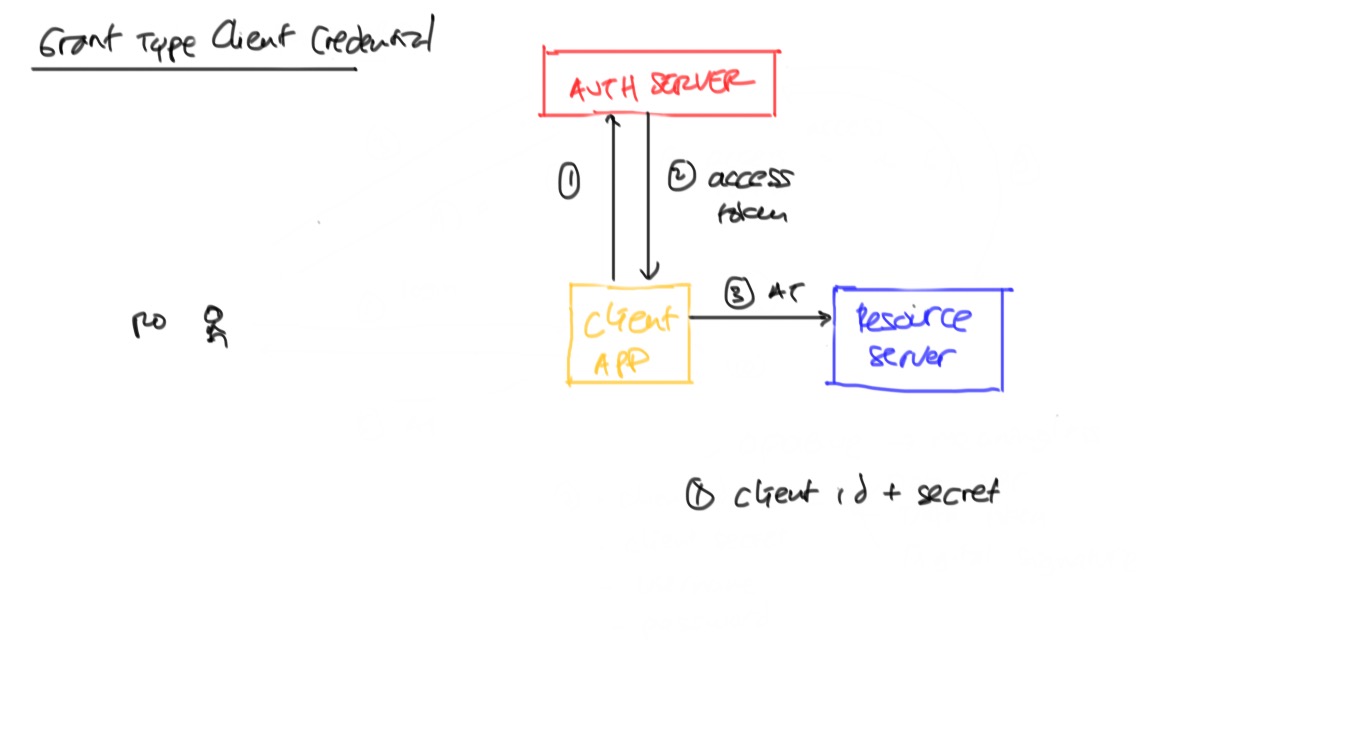 Grant Type Client Credential
AUTH SERVER
①
② access
token
RO
Client
APP
③ AT
Resource
server
① client id + secret